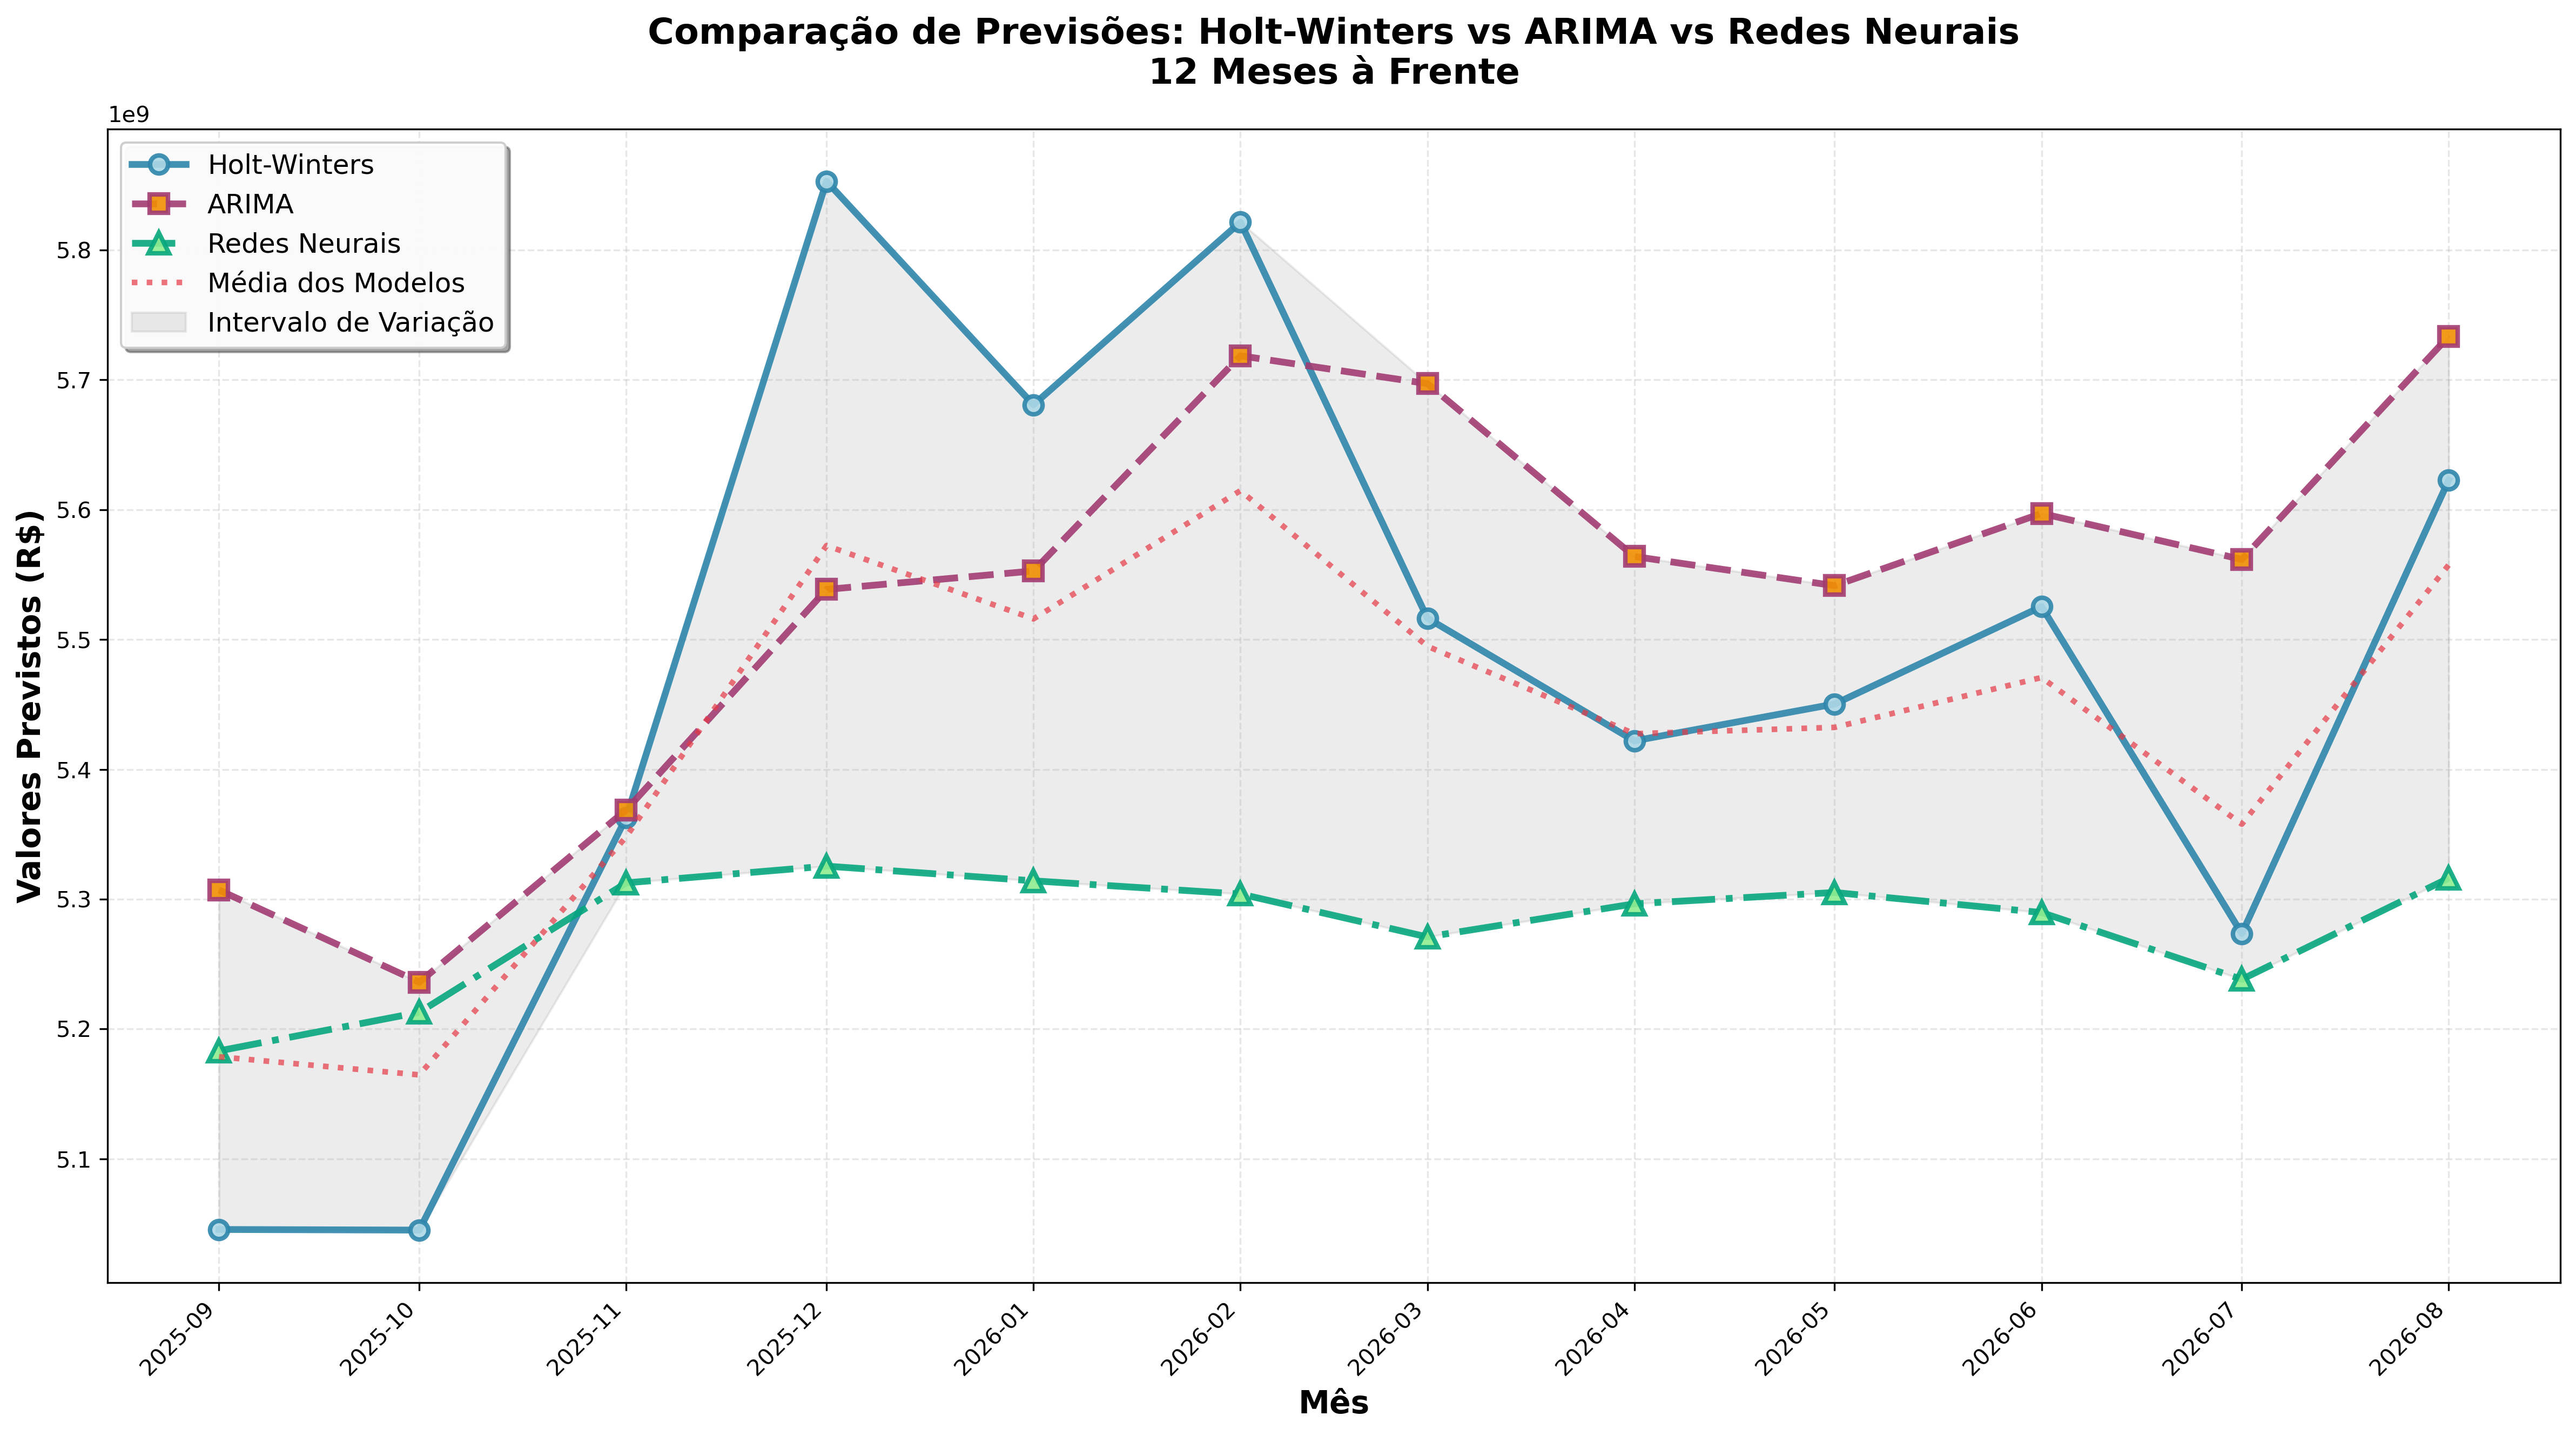 Comparação de Previsões: Holt-Winters vs ARIMA vs Redes Neurais
12 Meses à Frente
1e9
Holt-Winters
ARIMA
Redes Neurais
Média dos Modelos
Intervalo de Variação
Valores Previstos (R$)
5.8
5.7
5.6
5.5
5.4
5.3
5.2
5.1
2025-09
2025-10
2025-11
2025-12
2026-01
2026-02
2026-03
2026-04
2026-05
2026-06
2026-07
2026-08
Mês